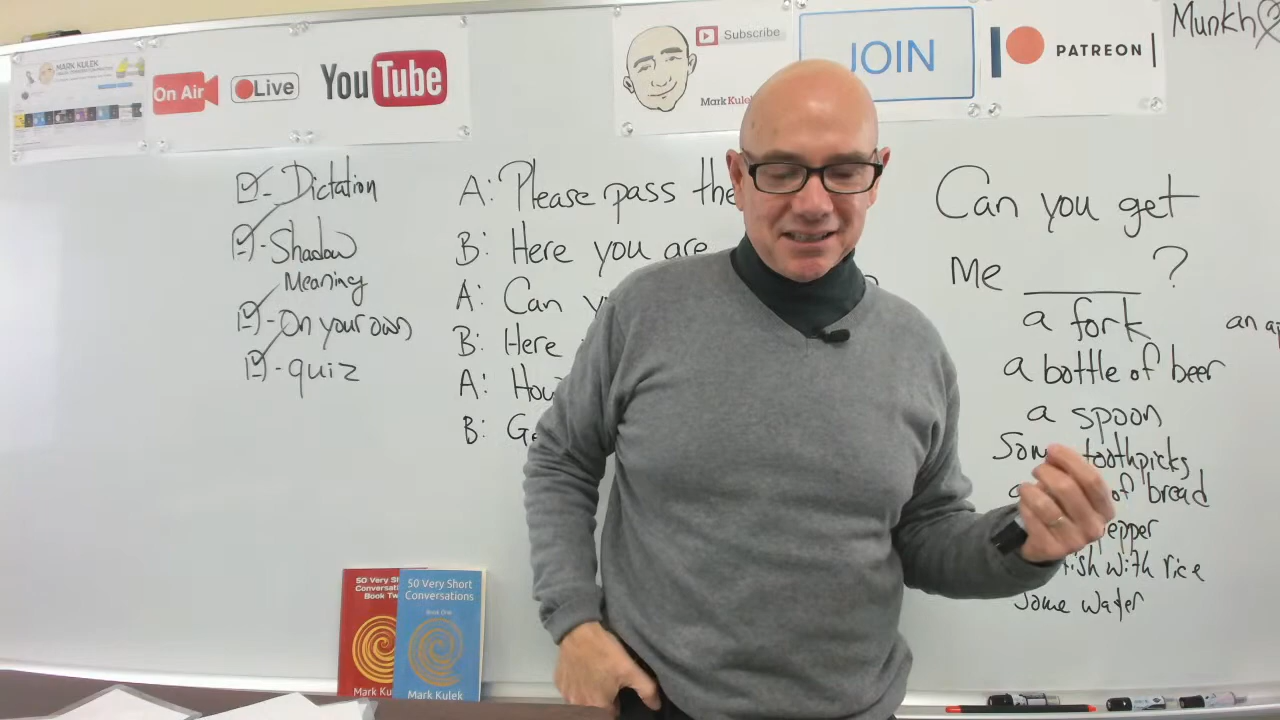 MARK KULEK
On Air
Live
YouTube
Subscribe
Mark Kulek
JOIN
PATREON
Munkh
- Dictation
- Shadow
Meaning
- On your own
- quiz
A: Please pass the
B: Here you are
A: Can
B: Here
A: How
B: Ge
Can you get
Me ______ ?
a fork
an
a bottle of beer
a spoon
Some toothpicks
of bread
pepper
fish with rice
Some water
50 Very
Conversa
Book Tw
Mark Ku
50 Very Short
Conversations
Book One
Mark Kulek